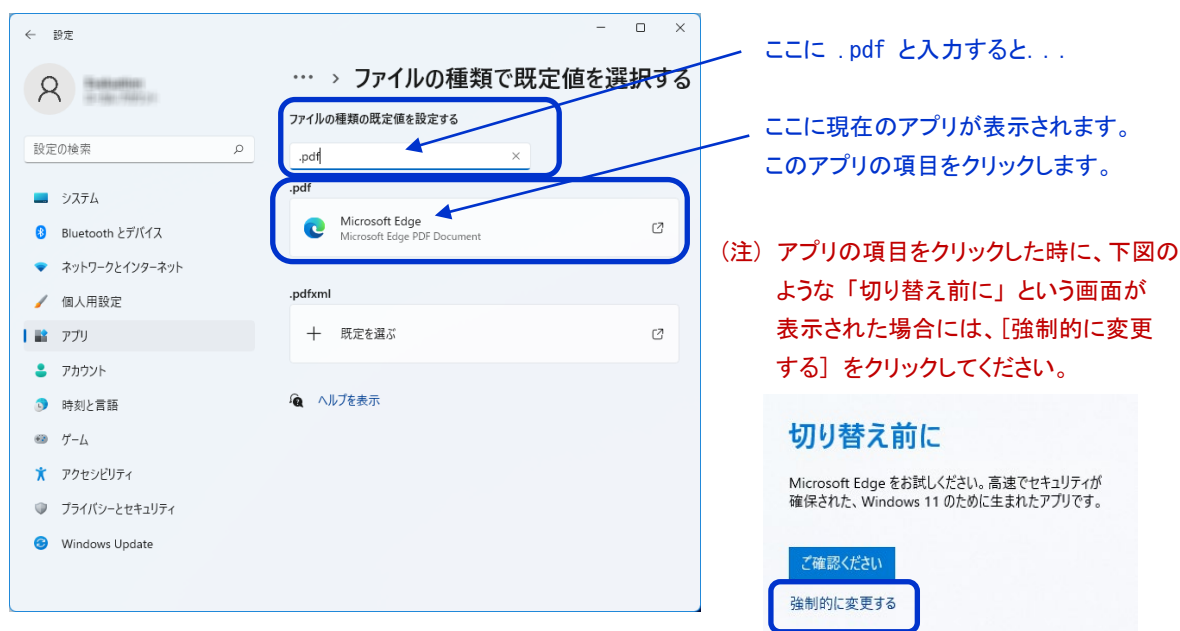 設定
… > ファイルの種類で既定値を選択する
ファイルの種類の既定値を設定する
.pdf
設定の検索
システム
Bluetooth とデバイス
ネットワークとインターネット
個人用設定
アプリ
アカウント
時刻と言語
ゲーム
アクセシビリティ
プライバシーとセキュリティ
Windows Update
.pdf
Microsoft Edge
Microsoft Edge PDF Document
.pdfxml
既定を選ぶ
ヘルプを表示
ここに .pdf と入力すると...
ここに現在のアプリが表示されます。
このアプリの項目をクリックします。
(注) アプリの項目をクリックした時に、下図の
ような「切り替え前に」という画面が
表示された場合には、[強制的に変更
する] をクリックしてください。
切り替え前に
Microsoft Edge をお試しください。高速でセキュリティが
確保された、Windows 11 のために生まれたアプリです。
ご確認ください
強制的に変更する